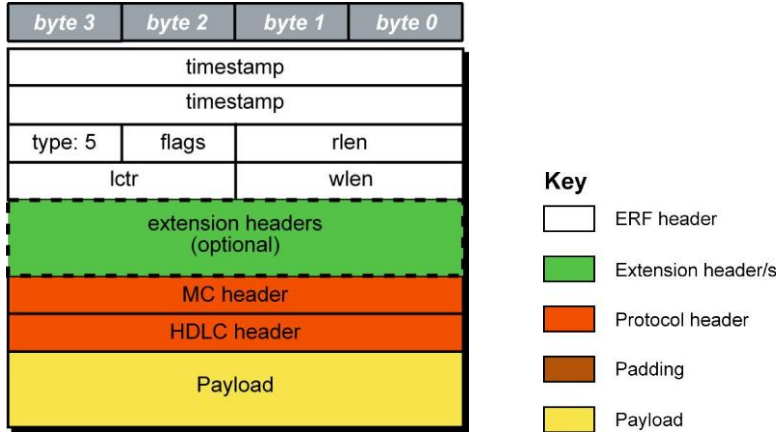 byte 3 byte 2 byte 1 byte 0
timestamp
timestamp
type: 5 flags rlen
lctr wlen
extension headers
(optional)
MC header
HDLC header
Payload
Key
ERF header
Extension header/s
Protocol header
Padding
Payload